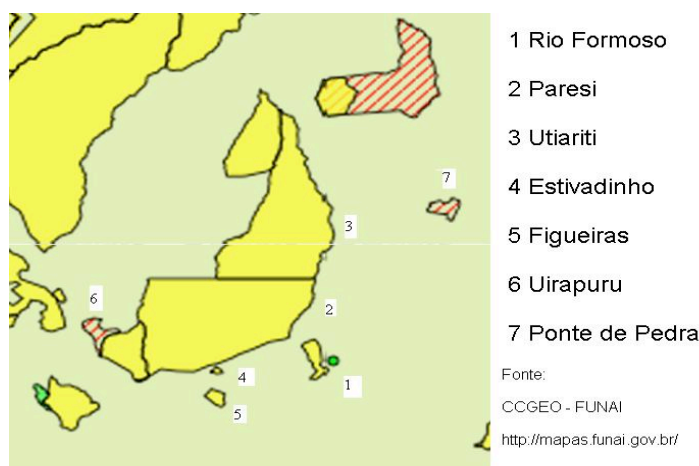 1 Rio Formoso
2 Paresi
3 Utiariti
4 Estivadinho
5 Figueiras
6 Uirapuru
7 Ponte de Pedra
Fonte:
CCGEO - FUNAI
http://mapas.funai.gov.br/
7
3
6
2
4
1
5